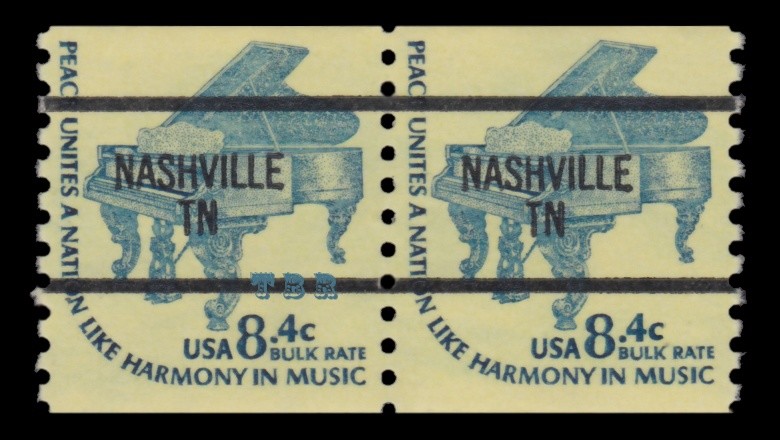 PEACE UNITES A NATION LIKE HARMONY IN MUSIC
NASHVILLE
TN
TBR
USA 8.4c
BULK RATE
PEACE UNITES A NATION LIKE HARMONY IN MUSIC
NASHVILLE
TN
USA 8.4c
BULK RATE